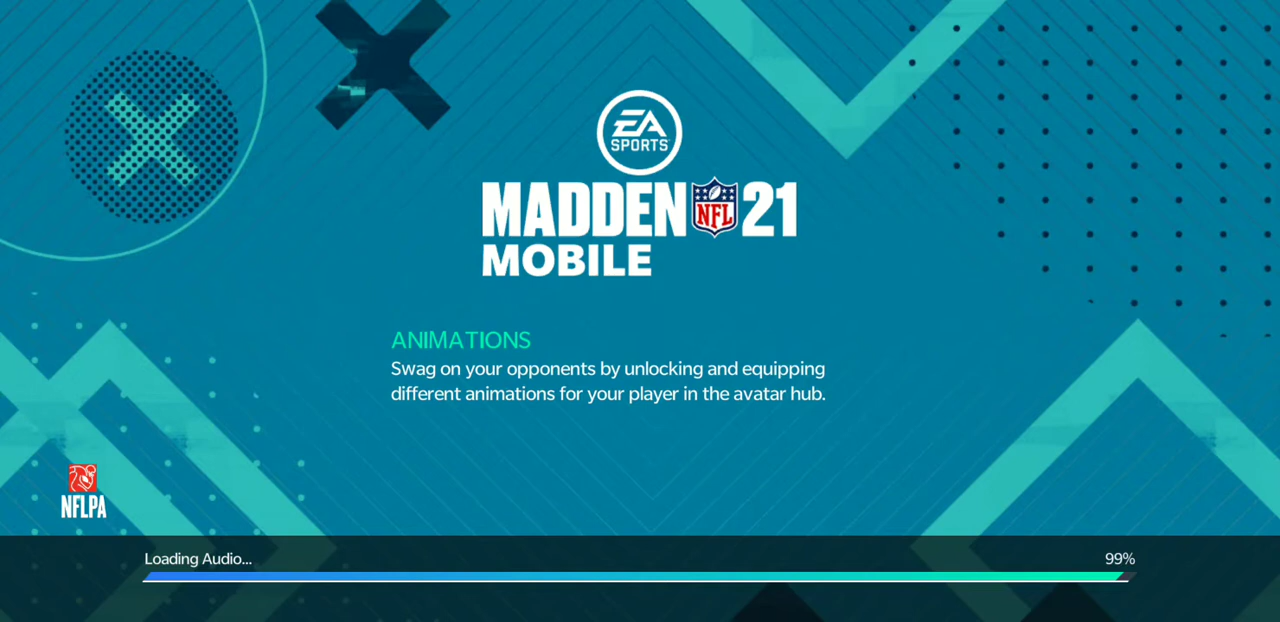 EA
SPORTS
MADDEN NFL 21
MOBILE
ANIMATIONS
Swag on your opponents by unlocking and equipping
different animations for your player in the avatar hub.
NFLPA
Loading Audio... 99%